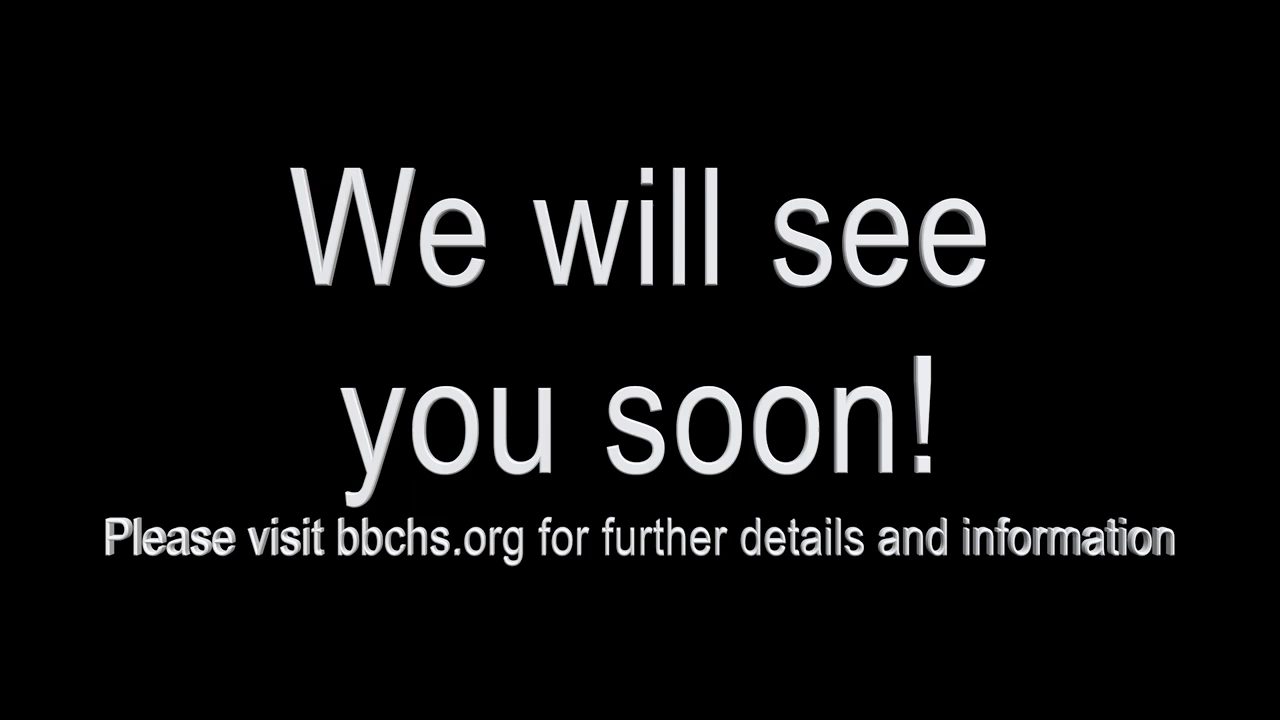 We will see
you soon!
Please visit bbchs.org for further details and information